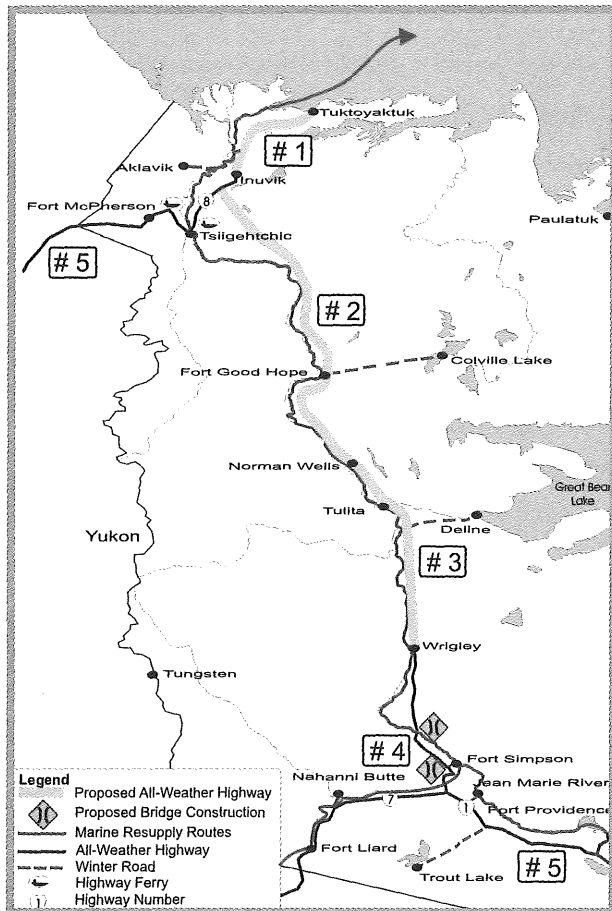 Tuktoyaktuk
# 1
Aklavik
Inuvik
Fort McPherson
8
Paulatuk
Tsiigehtchic
# 5
# 2
Colville Lake
Fort Good Hope
Norman Wells
Great Bear
Lake
Tulita
Deline
Yukon
# 3
Wrigley
Tungsten
# 4
Fort Simpson
Nahanni Butte
Jean Marie River
7
1
Fort Providence
Fort Liard
# 5
Trout Lake
Legend
Proposed All-Weather Highway
Proposed Bridge Construction
Marine Resupply Routes
All-Weather Highway
Winter Road
Highway Ferry
1 Highway Number